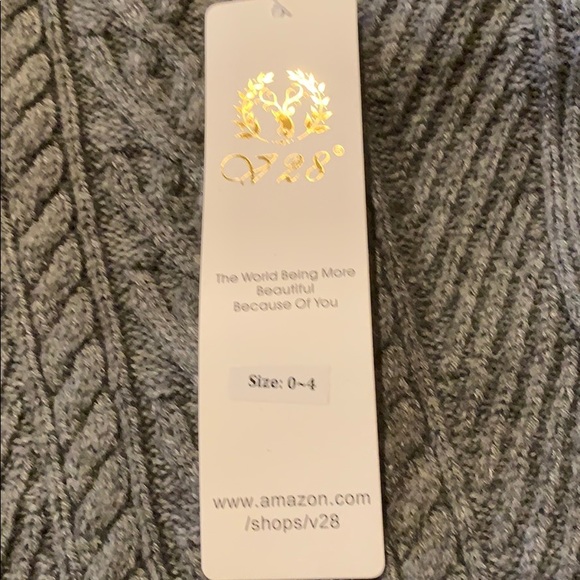 V28®
The World Being More
Beautiful
Because Of You
Size: 0~4
www.amazon.com
/shops/v28